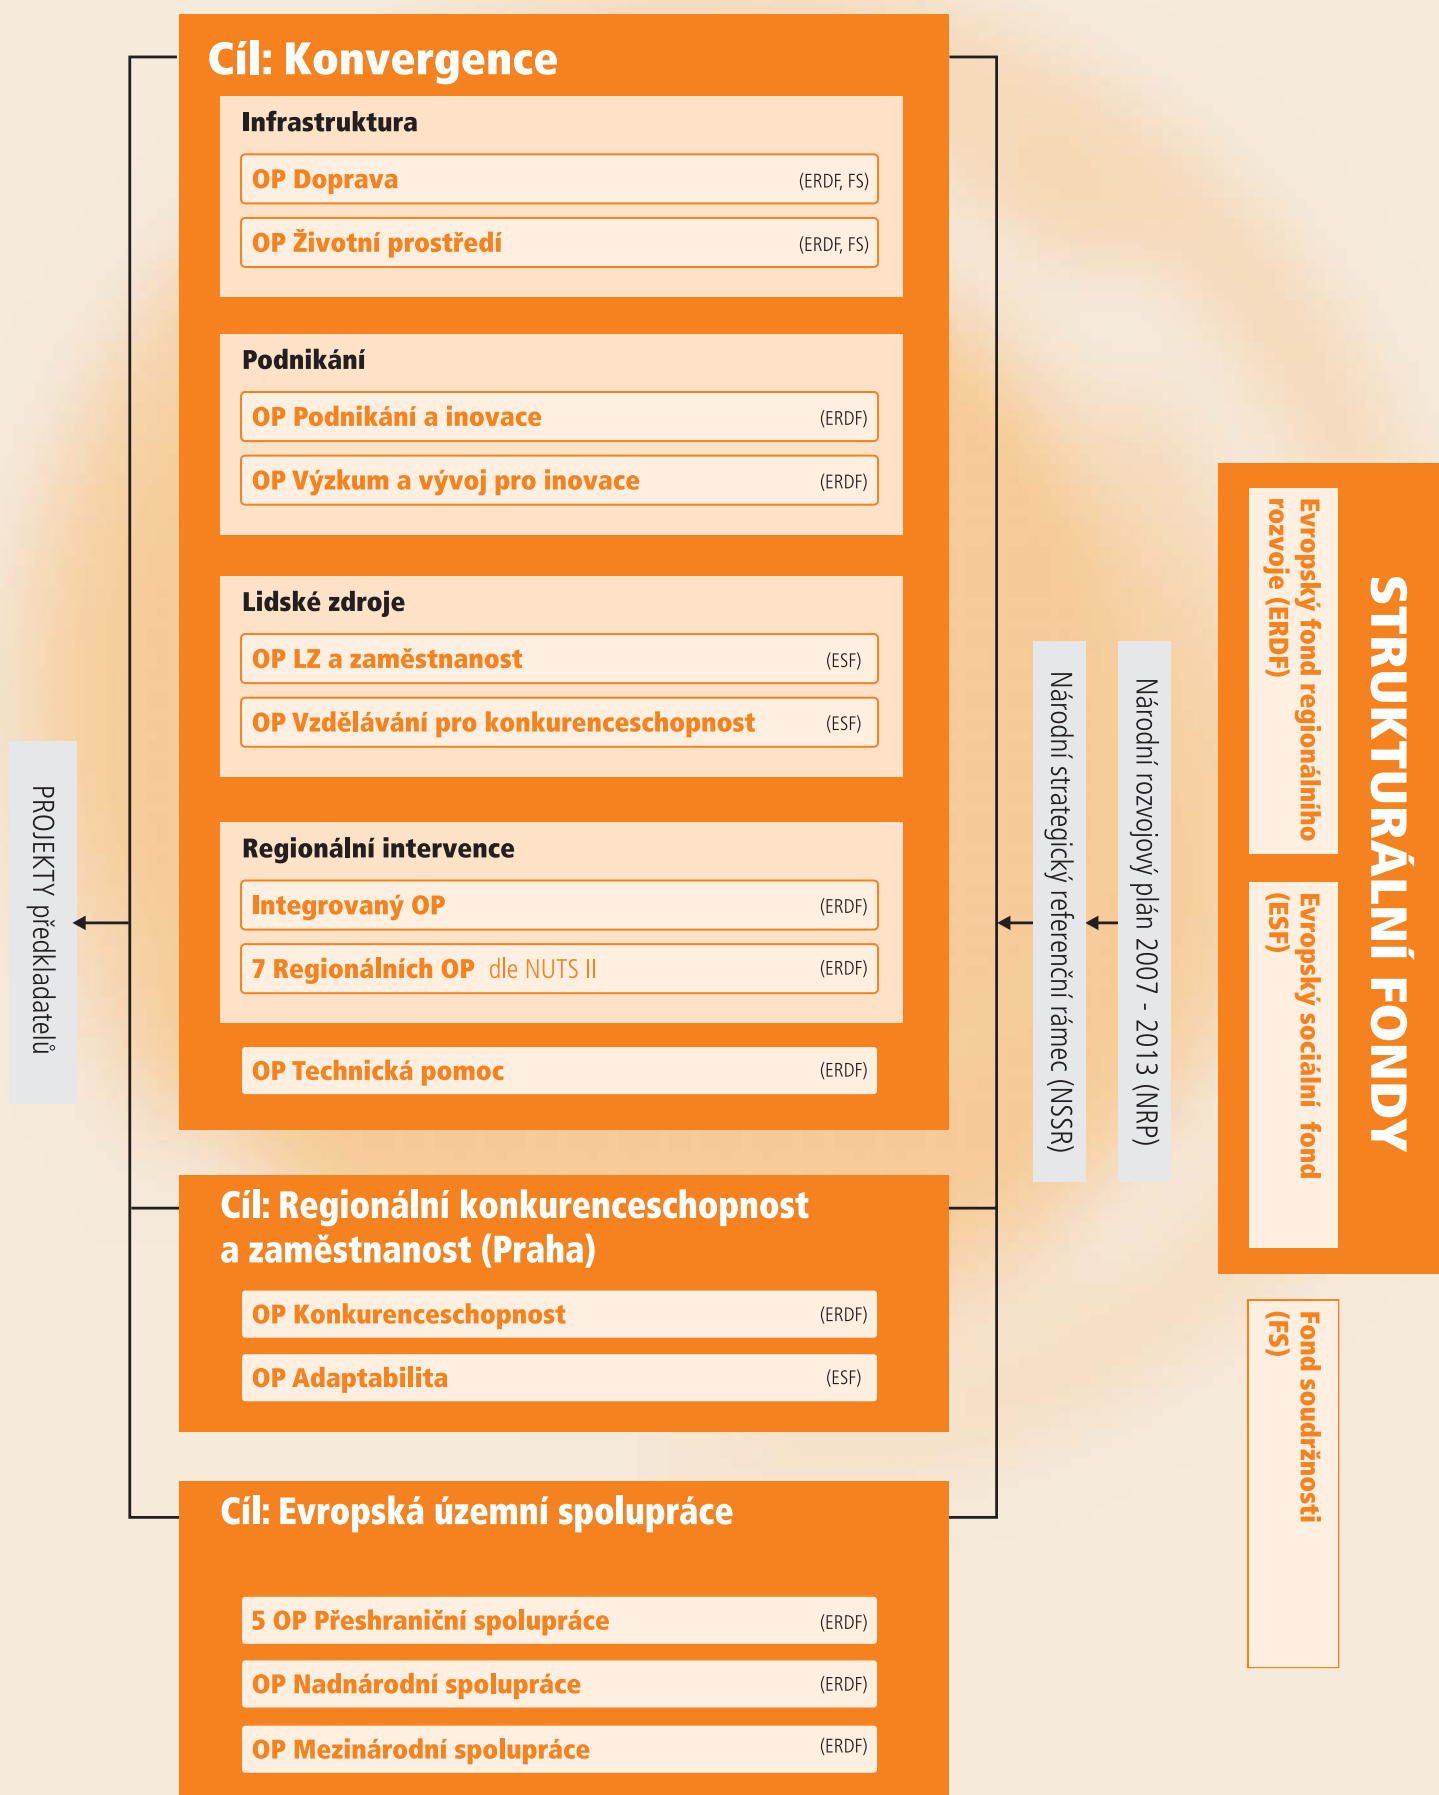 Cíl: Konvergence
Infrastruktura
OP Doprava (ERDF, FS)
OP Životní prostředí (ERDF, FS)
Podnikání
OP Podnikání a inovace (ERDF)
OP Výzkum a vývoj pro inovace (ERDF)
Lidské zdroje
OP LZ a zaměstnanost (ESF)
OP Vzdělávání pro konkurenceschopnost (ESF)
Regionální intervence
Integrovaný OP (ERDF)
7 Regionálních OP dle NUTS II (ERDF)
OP Technická pomoc (ERDF)
Cíl: Regionální konkurenceschopnost
a zaměstnanost (Praha)
OP Konkurenceschopnost (ERDF)
OP Adaptabilita (ESF)
Cíl: Evropská územní spolupráce
5 OP Přeshraniční spolupráce (ERDF)
OP Nadnárodní spolupráce (ERDF)
OP Mezinárodní spolupráce (ERDF)
PROJEKTY předkladatelů
Národní strategický referenční rámec (NSSR)
Národní rozvojový plán 2007 - 2013 (NRP)
STRUKTURÁLNÍ FONDY
Evropský fond regionálního
rozvoje (ERDF)
Evropský sociální fond
(ESF)
Fond soudržnosti
(FS)